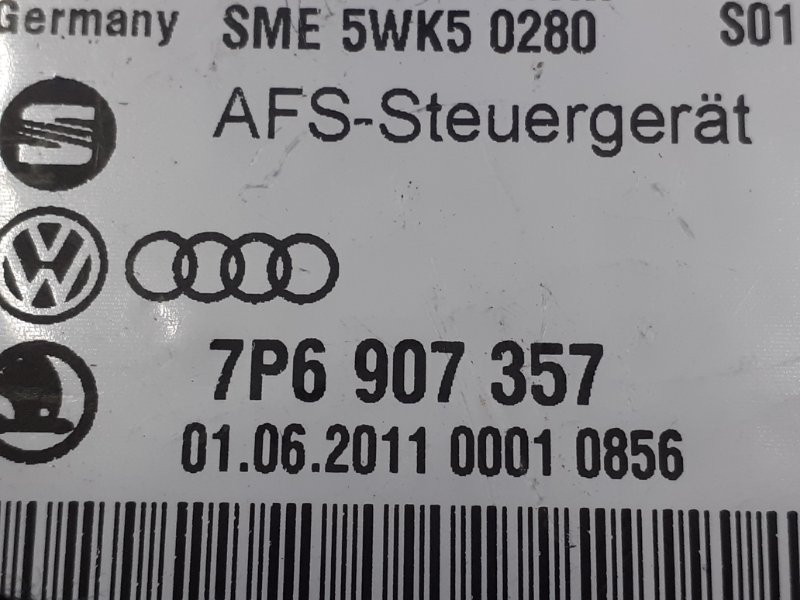 Germany SME 5WK5 0280 S01
AFS-Steuergerät
7P6 907 357
01.06.2011 0001 0856